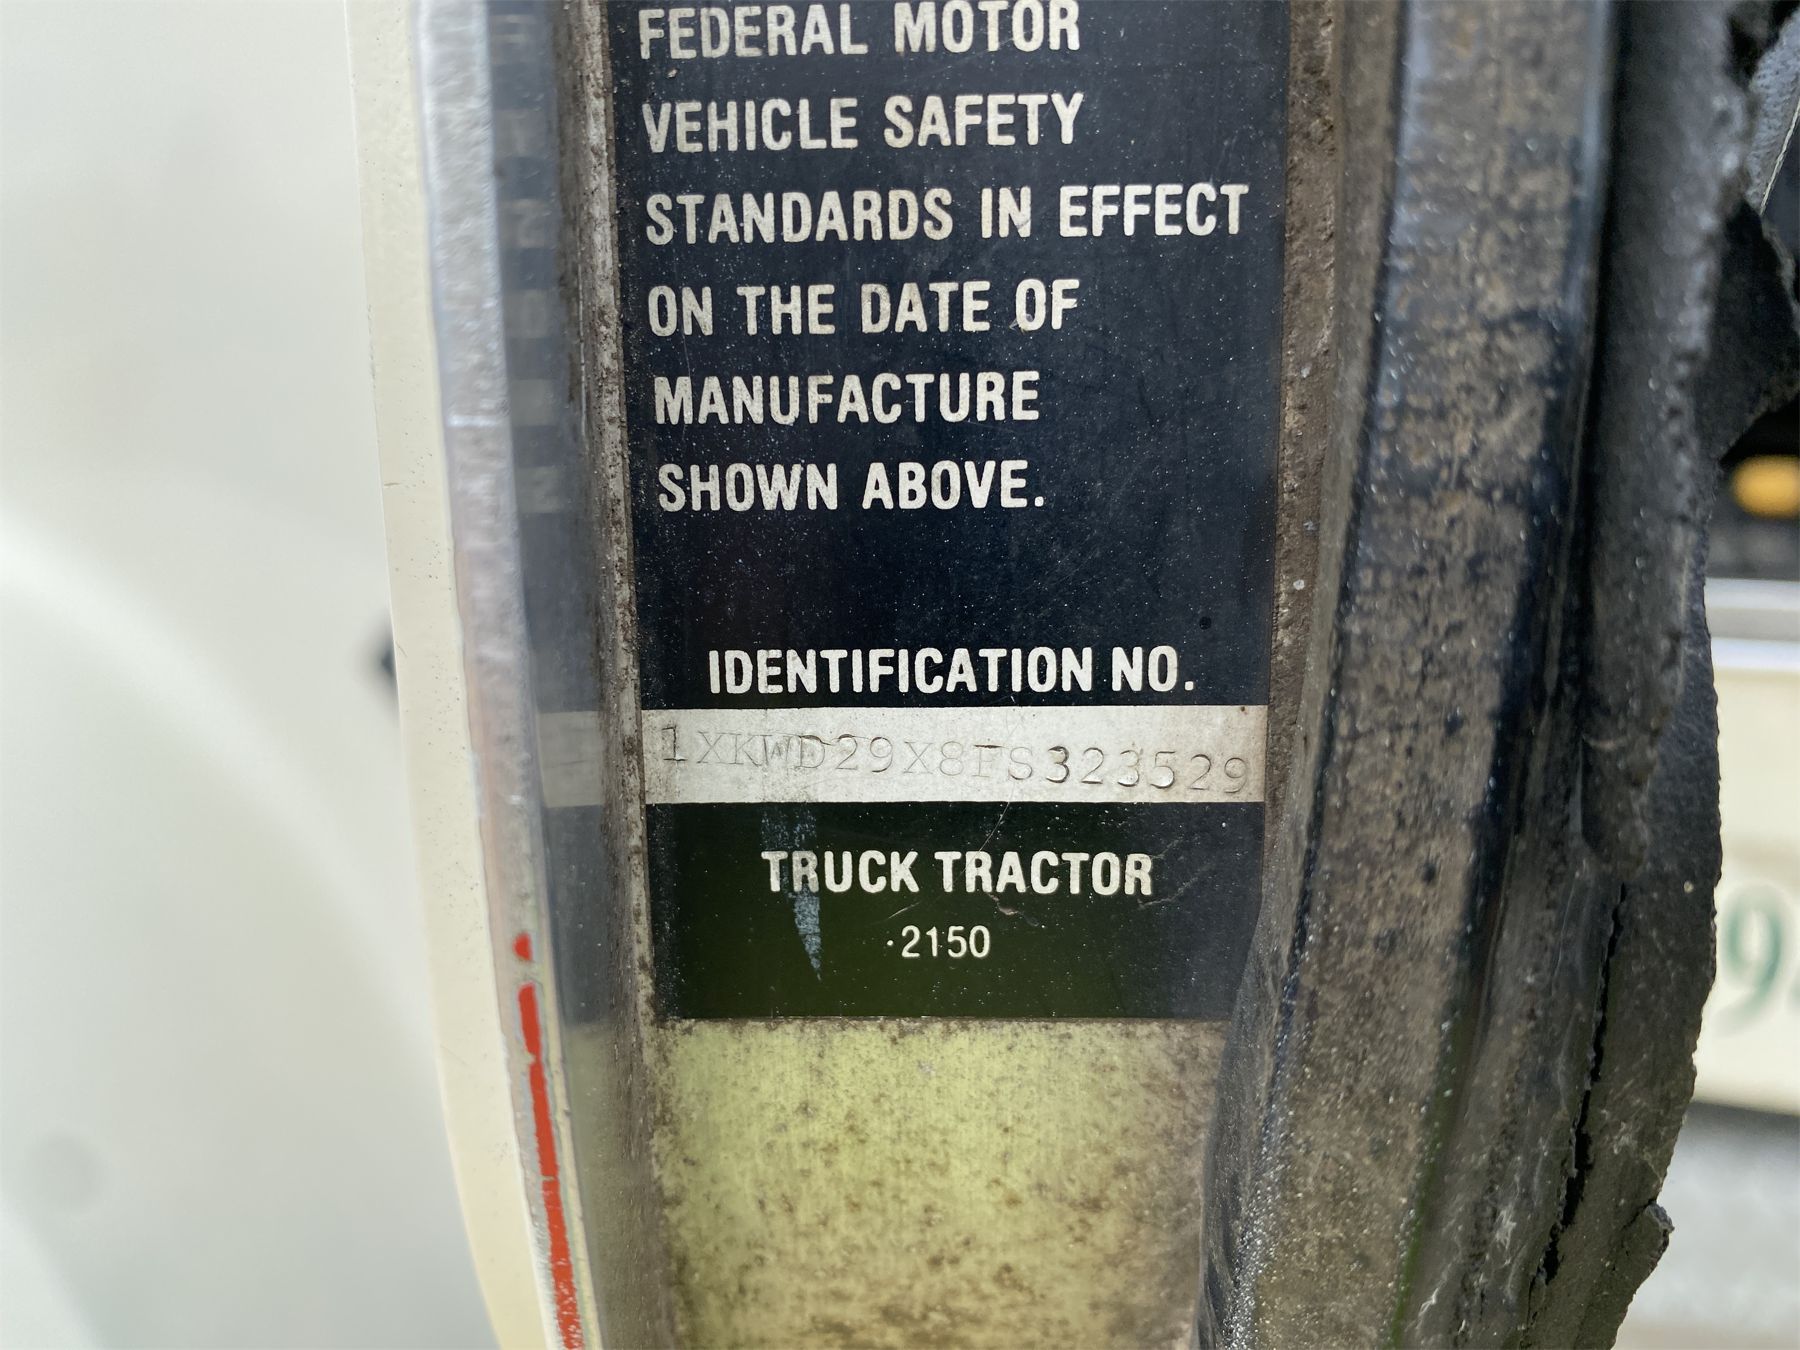 FEDERAL MOTOR
VEHICLE SAFETY
STANDARDS IN EFFECT
ON THE DATE OF
MANUFACTURE
SHOWN ABOVE.
IDENTIFICATION NO.
1XKWD29X8FS323529
TRUCK TRACTOR
·2150